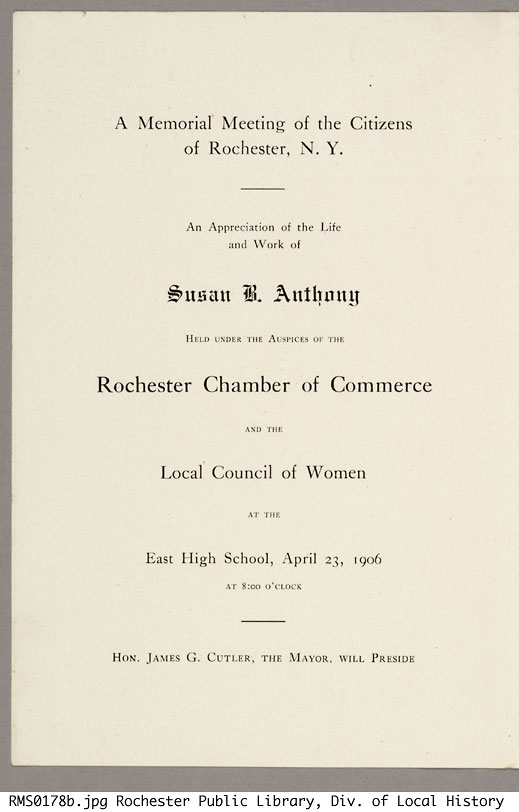 A Memorial Meeting of the Citizens
of Rochester, N. Y.
An Appreciation of the Life
and Work of
Susan B. Anthony
Held under the Auspices of the
Rochester Chamber of Commerce
and the
Local Council of Women
at the
East High School, April 23, 1906
at 8:00 o'clock
Hon. James G. Cutler, the Mayor, will Preside
RMS0178b.jpg Rochester Public Library, Div. of Local History